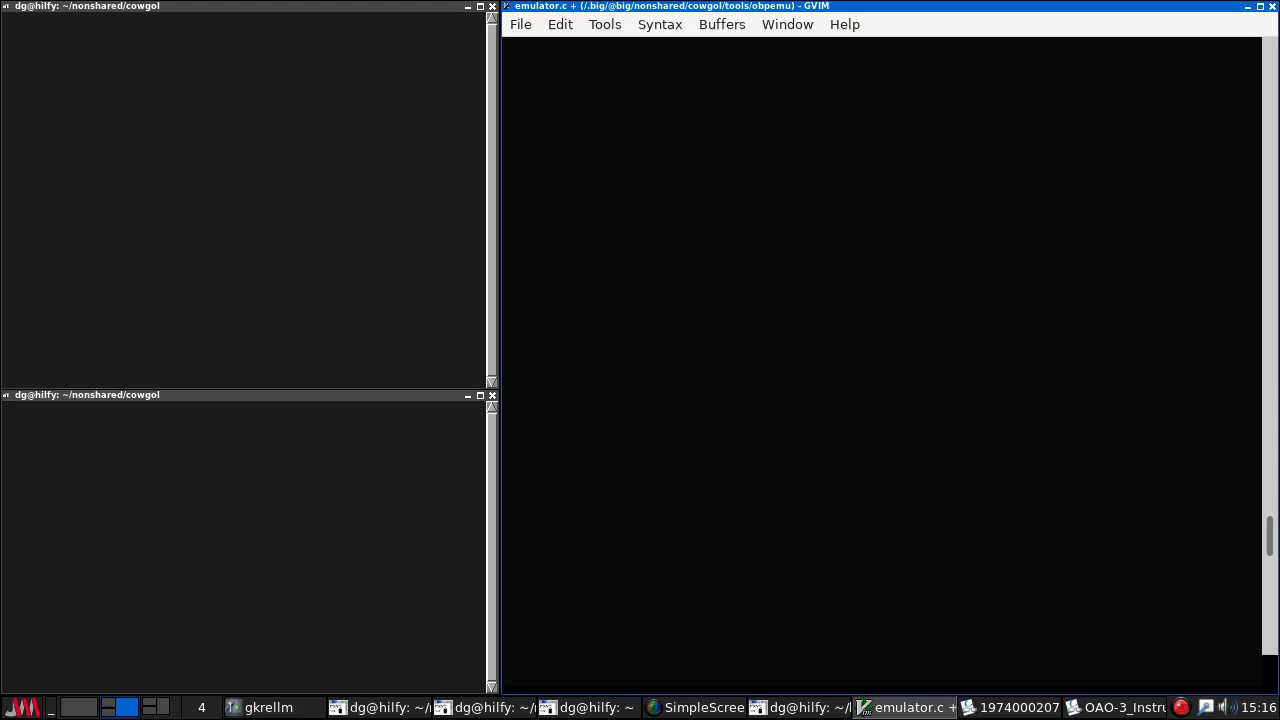 dg@hilfy: ~/nonshared/cowgol
emulator.c + (/.big/@big/nonshared/cowgol/tools/obpemu) - GVIM
File Edit Tools Syntax Buffers Window Help
dg@hilfy: ~/nonshared/cowgol
4 gkrellm dg@hilfy: ~/ dg@hilfy: ~/ dg@hilfy: ~ SimpleScree dg@hilfy: ~/ emulator.c + 1974000207 OAO-3_Instru 15:16